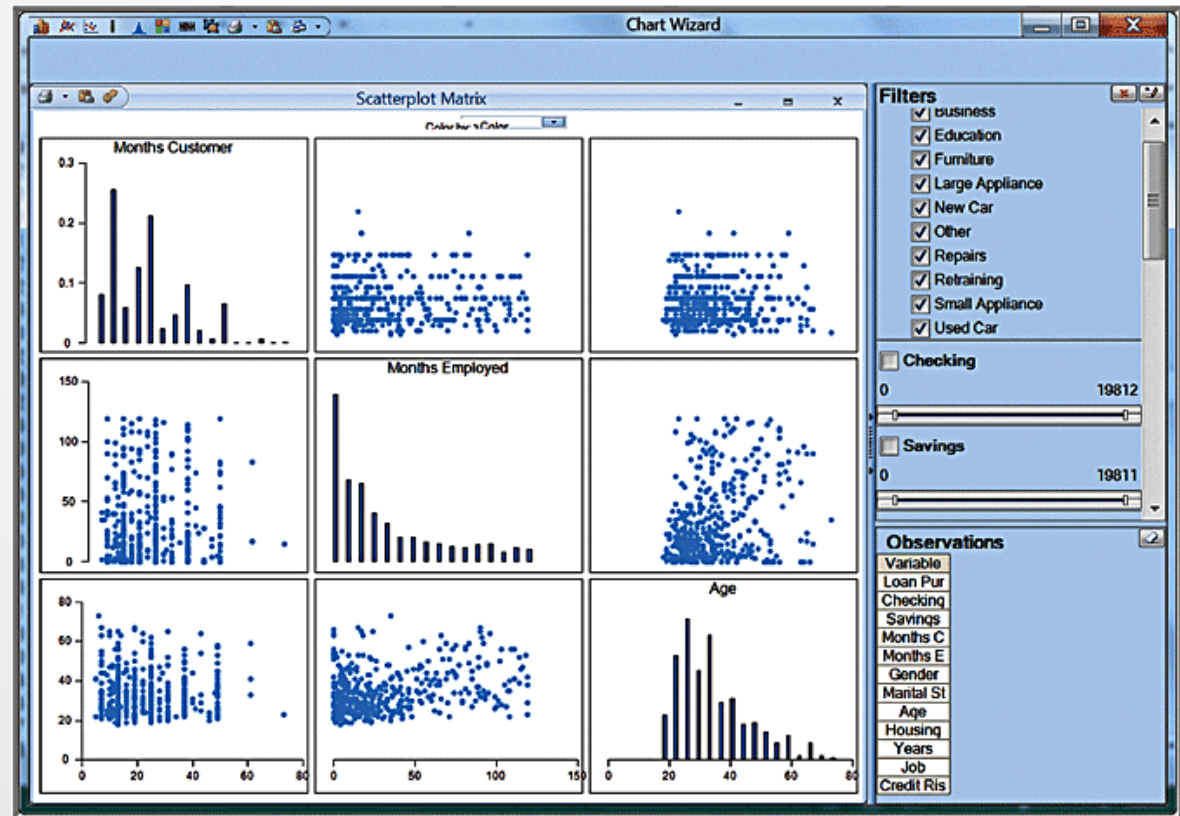 Chart Wizard
Scatterplot Matrix
Color by: aColor
Months Customer
0.3
0.2
0.1
0
Months Employed
150
100
50
0
Age
80
60
40
20
0
0 20 40 60 80
0 50 100 150
0 20 40 60 80
Filters
Business
Education
Furniture
Large Appliance
New Car
Other
Repairs
Retraining
Small Appliance
Used Car
Checking
0 19812
Savings
0 19811
Observations
Variable
Loan Pur
Checking
Savings
Months C
Months E
Gender
Marital St
Age
Housing
Years
Job
Credit Ris